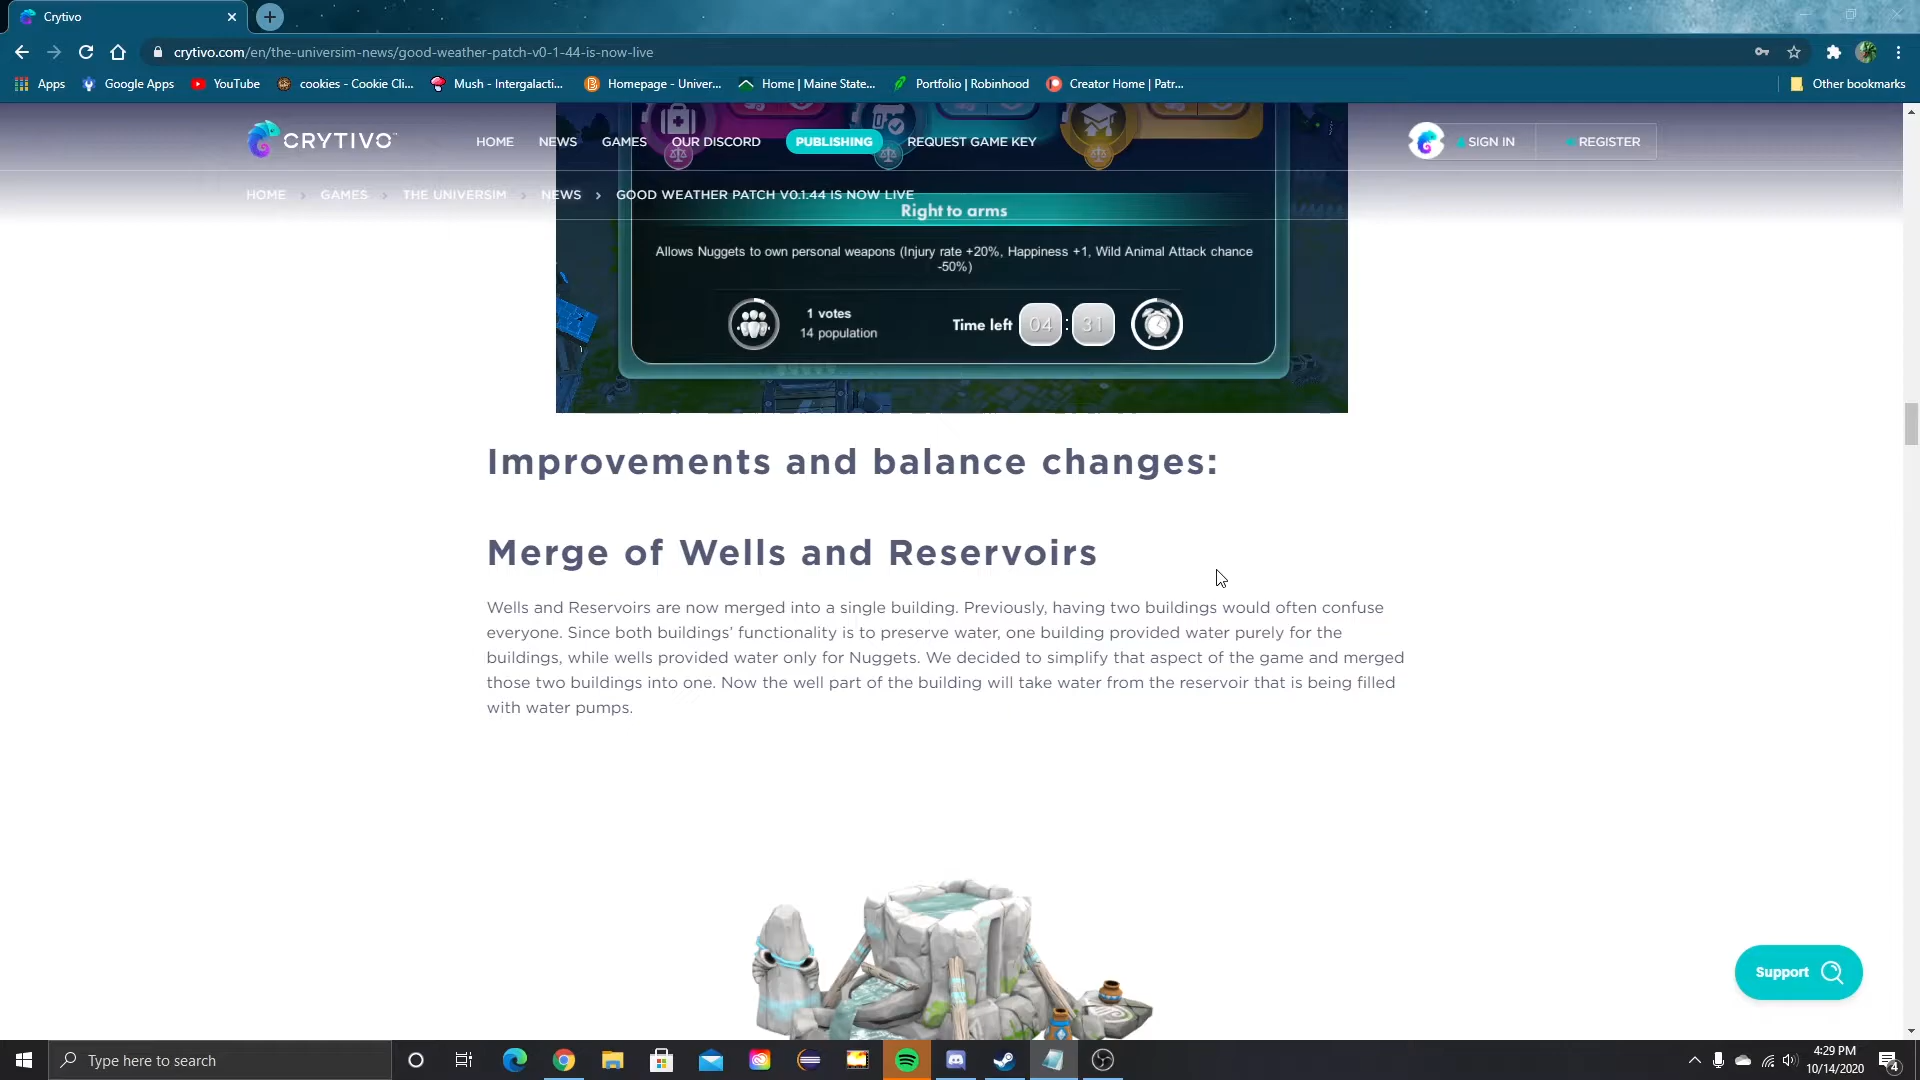 Crytivo
crytivo.com/en/the-universim-news/good-weather-patch-v0-1-44-is-now-live
Apps
Google Apps
YouTube
cookies - Cookie Cli...
Mush - Intergalacti...
Homepage - Univer...
Home | Maine State...
Portfolio | Robinhood
Creator Home | Patr...
Other bookmarks
CRYTIVO
HOME
NEWS
GAMES
OUR DISCORD
PUBLISHING
REQUEST GAME KEY
SIGN IN
REGISTER
HOME > GAMES > THE UNIVERSIM > NEWS > GOOD WEATHER PATCH V0.1.44 IS NOW LIVE
Right to arms
Allows Nuggets to own personal weapons (Injury rate +20%, Happiness +1, Wild Animal Attack chance
-50%)
1 votes
14 population
Time left 04 : 31
Improvements and balance changes:
Merge of Wells and Reservoirs
Wells and Reservoirs are now merged into a single building. Previously, having two buildings would often confuse
everyone. Since both buildings’ functionality is to preserve water, one building provided water purely for the
buildings, while wells provided water only for Nuggets. We decided to simplify that aspect of the game and merged
those two buildings into one. Now the well part of the building will take water from the reservoir that is being filled
with water pumps.
Support
Type here to search
4:29 PM
10/14/2020
4